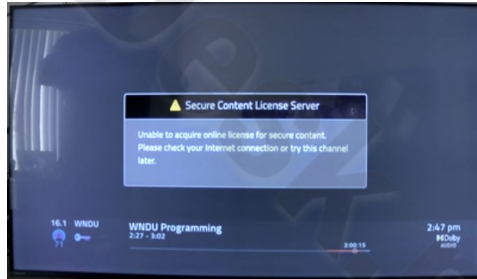 Secure Content License Server
Unable to acquire online license for secure content.
Please check your Internet connection or try this channel
later.
16.1 WNDU
WNDU Programming
2:27 - 3:02
3:00:15
2:47 pm
Dolby
AUDIO